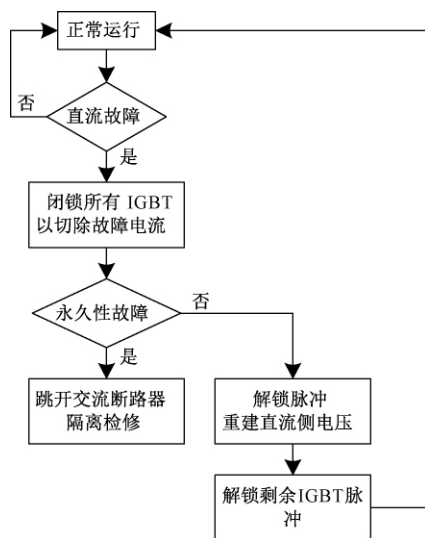 正常运行
否
直流故障
是
闭锁所有 IGBT
以切除故障电流
永久性故障
否
是
跳开交流断路器
隔离检修
解锁脉冲
重建直流侧电压
解锁剩余IGBT脉
冲